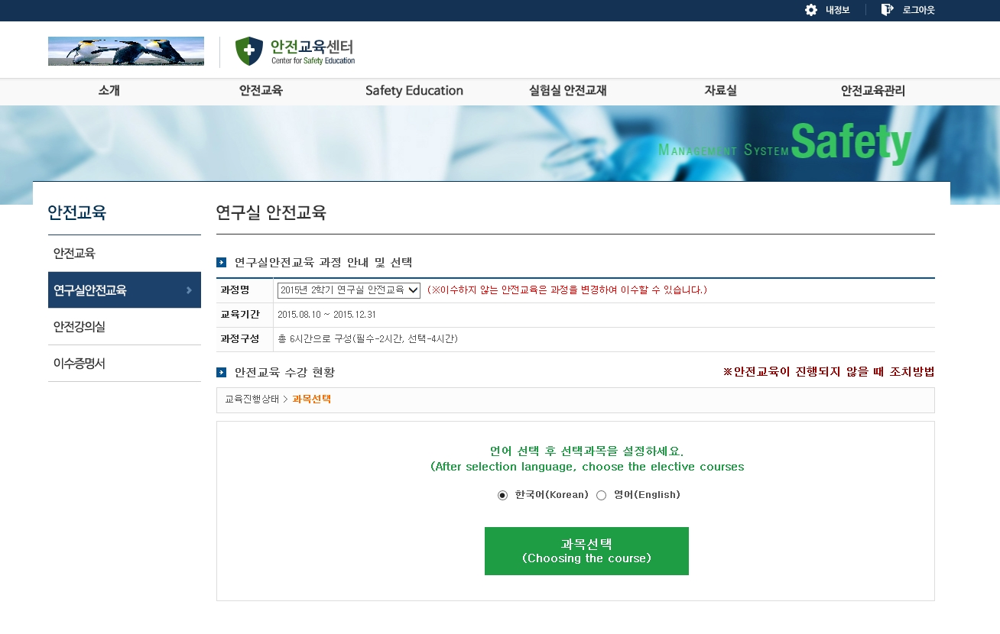 내정보
로그아웃
안전교육센터
Center for Safety Education
소개
안전교육
Safety Education
실험실 안전교재
자료실
안전교육관리
MANAGEMENT SYSTEM Safety
안전교육
안전교육
연구실안전교육
안전강의실
이수증명서
연구실 안전교육
연구실안전교육 과정 안내 및 선택
과정명 2015년 2학기 연구실 안전교육 (※이수하지 않는 안전교육은 과정을 변경하여 이수할 수 있습니다.)
교육기간 2015.08.10 ~ 2015.12.31
과정구성 총 6시간으로 구성(필수-2시간, 선택-4시간)
안전교육 수강 현황
※안전교육이 진행되지 않을 때 조치방법
교육진행상태 > 과목선택
언어 선택 후 선택과목을 설정하세요.
(After selection language, choose the elective courses
한국어(Korean) 영어(English)
과목선택
(Choosing the course)